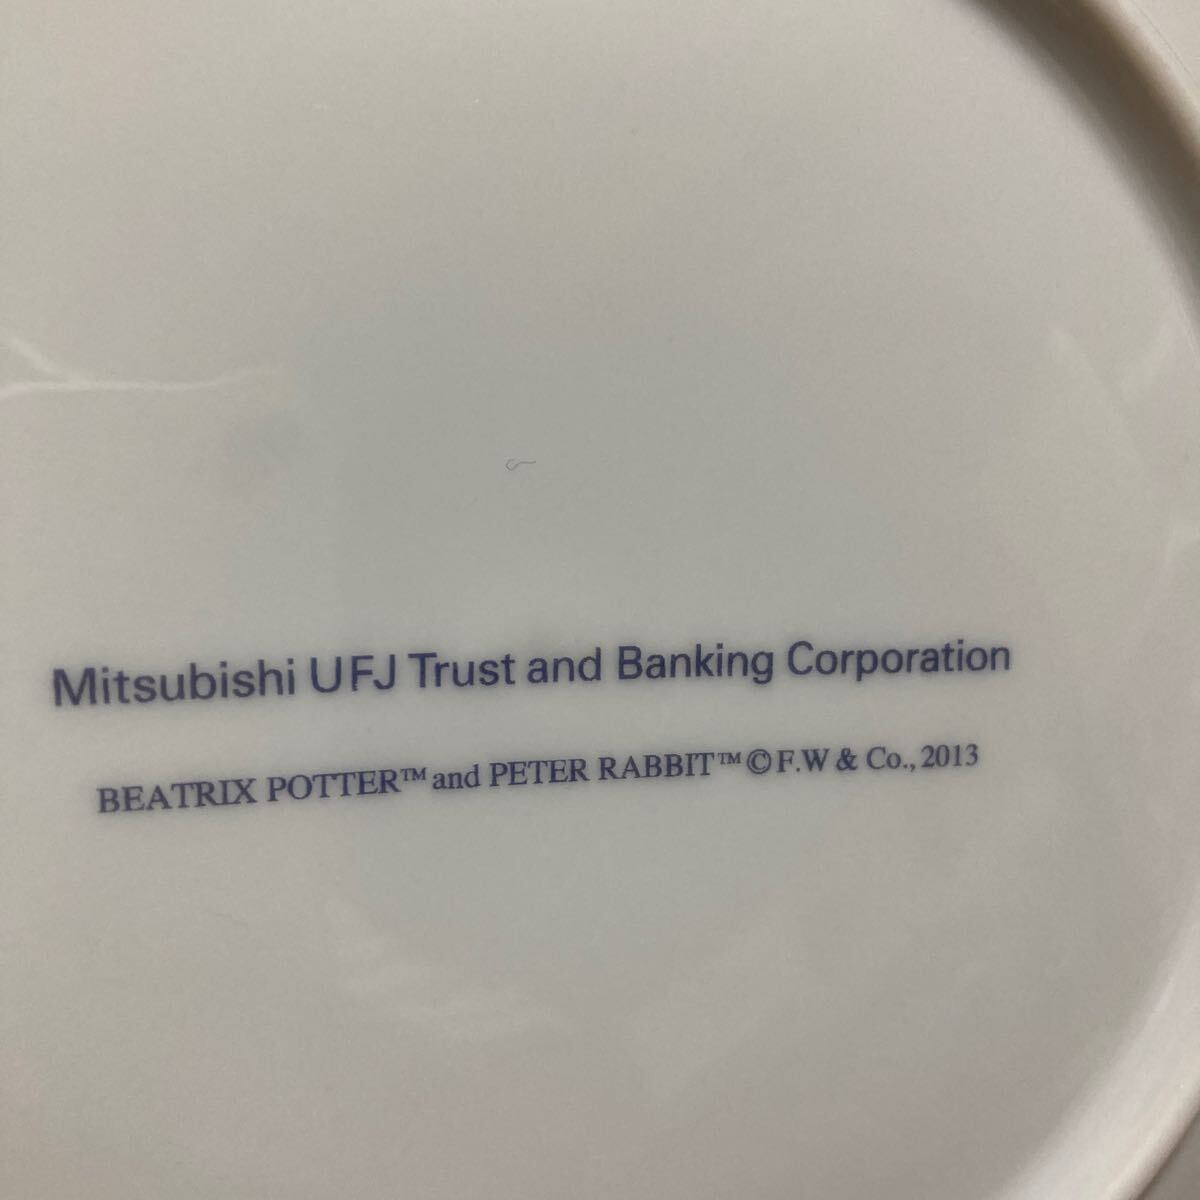 Mitsubishi UFJ Trust and Banking Corporation
BEATRIX POTTER™ and PETER RABBIT™ © F.W & Co., 2013